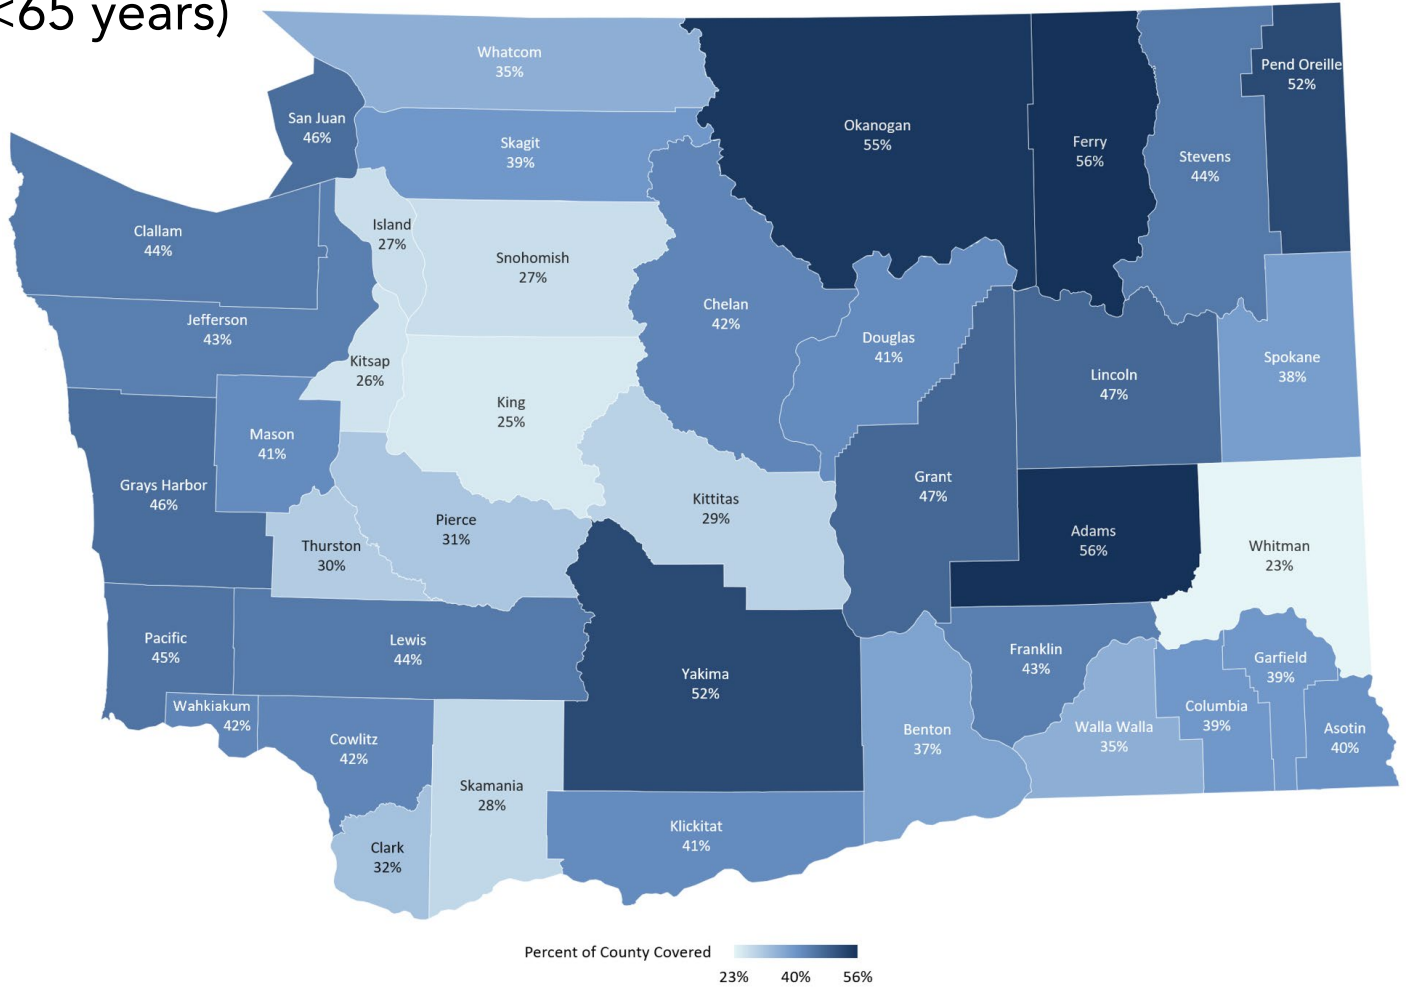 <65 years)
Whatcom
35%
Pend Oreille
52%
San Juan
46%
Okanogan
55%
Ferry
56%
Skagit
39%
Stevens
44%
Clallam
44%
Island
27%
Snohomish
27%
Chelan
42%
Jefferson
43%
Douglas
41%
Spokane
38%
Kitsap
26%
Lincoln
47%
King
25%
Mason
41%
Grays Harbor
46%
Grant
47%
Kittitas
29%
Pierce
31%
Adams
56%
Thurston
30%
Whitman
23%
Pacific
45%
Lewis
44%
Franklin
43%
Garfield
39%
Yakima
52%
Wahkiakum
42%
Columbia
39%
Benton
37%
Walla Walla
35%
Asotin
40%
Cowlitz
42%
Skamania
28%
Klickitat
41%
Clark
32%
Percent of County Covered
23% 40% 56%